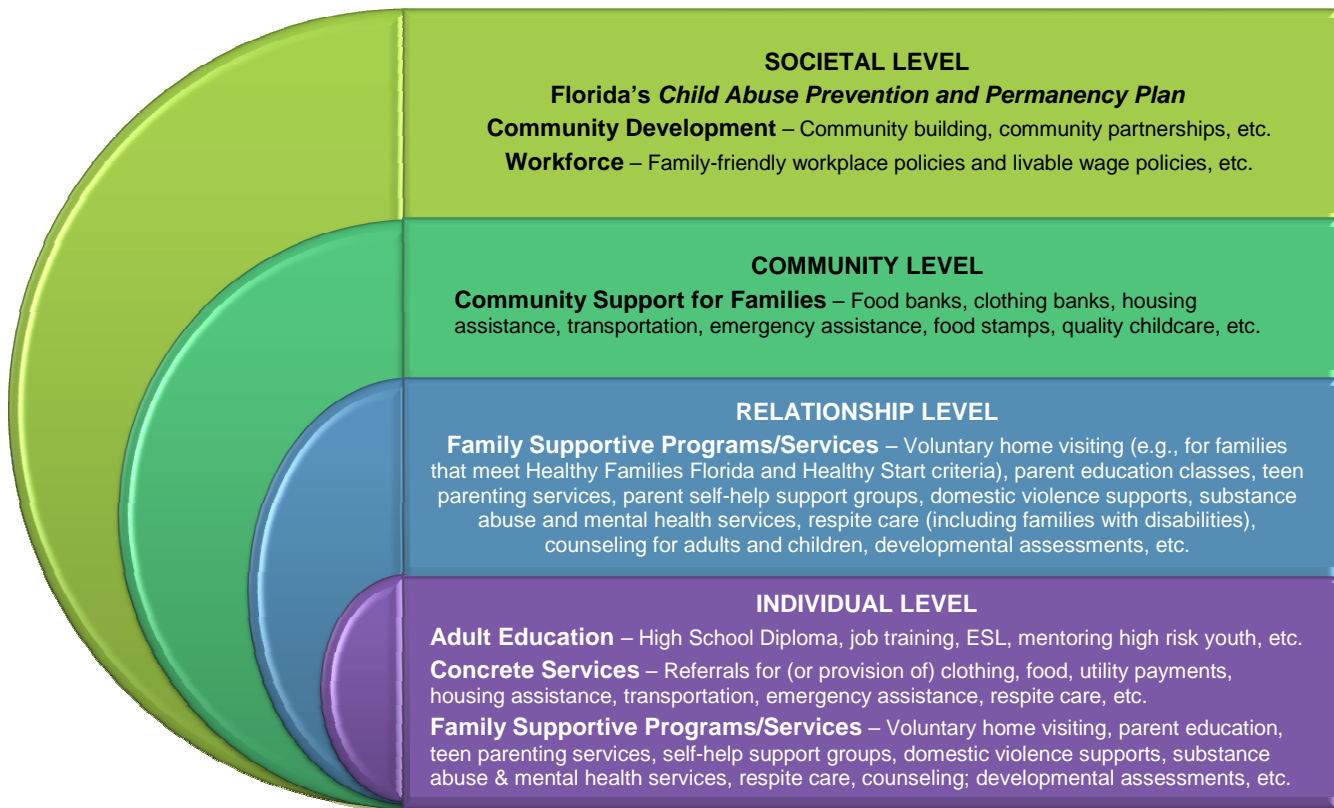 SOCIETAL LEVEL
Florida's Child Abuse Prevention and Permanency Plan
Community Development – Community building, community partnerships, etc.
Workforce – Family-friendly workplace policies and livable wage policies, etc.
COMMUNITY LEVEL
Community Support for Families – Food banks, clothing banks, housing
assistance, transportation, emergency assistance, food stamps, quality childcare, etc.
RELATIONSHIP LEVEL
Family Supportive Programs/Services – Voluntary home visiting (e.g., for families
that meet Healthy Families Florida and Healthy Start criteria), parent education classes, teen
parenting services, parent self-help support groups, domestic violence supports, substance
abuse and mental health services, respite care (including families with disabilities),
counseling for adults and children, developmental assessments, etc.
INDIVIDUAL LEVEL
Adult Education – High School Diploma, job training, ESL, mentoring high risk youth, etc.
Concrete Services – Referrals for (or provision of) clothing, food, utility payments,
housing assistance, transportation, emergency assistance, respite care, etc.
Family Supportive Programs/Services – Voluntary home visiting, parent education,
teen parenting services, self-help support groups, domestic violence supports, substance
abuse & mental health services, respite care, counseling; developmental assessments, etc.